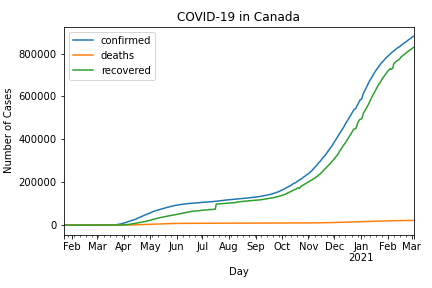 COVID-19 in Canada
confirmed
deaths
recovered
Number of Cases
800000
600000
400000
200000
0
Feb Mar Apr May Jun Jul Aug Sep Oct Nov Dec Jan Feb Mar
2021
Day